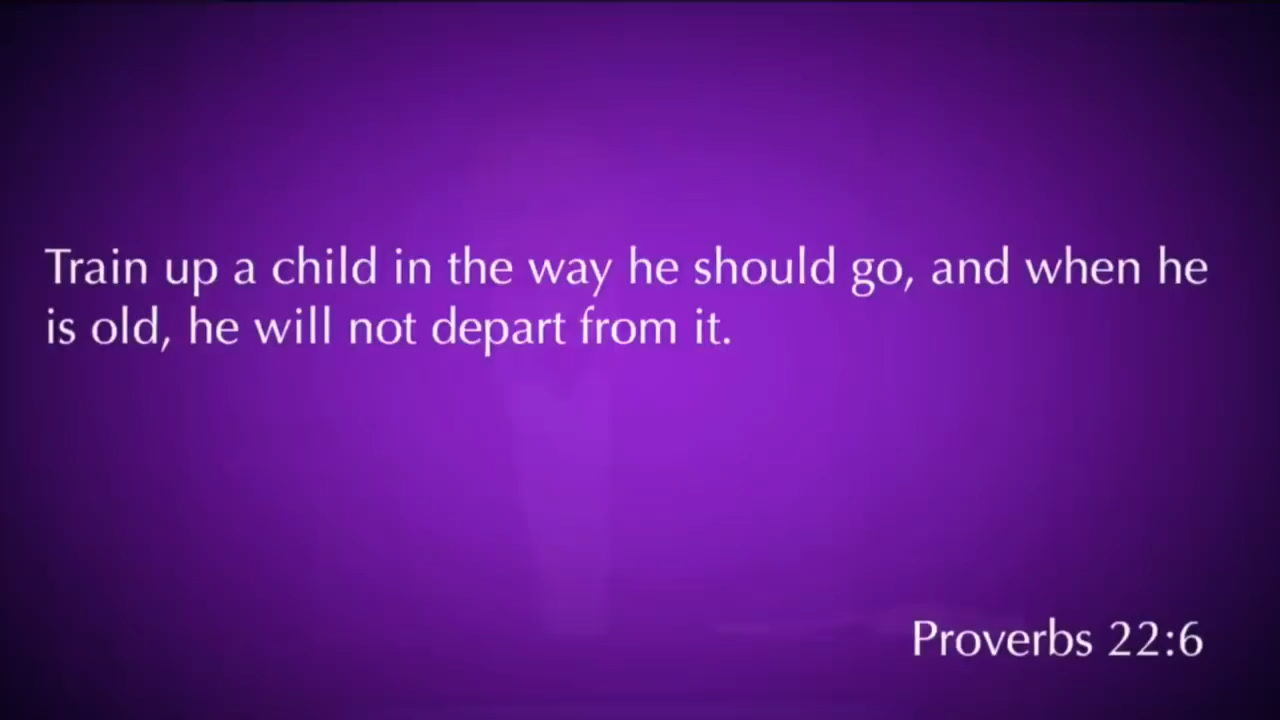 Train up a child in the way he should go, and when he
is old, he will not depart from it.
Proverbs 22:6